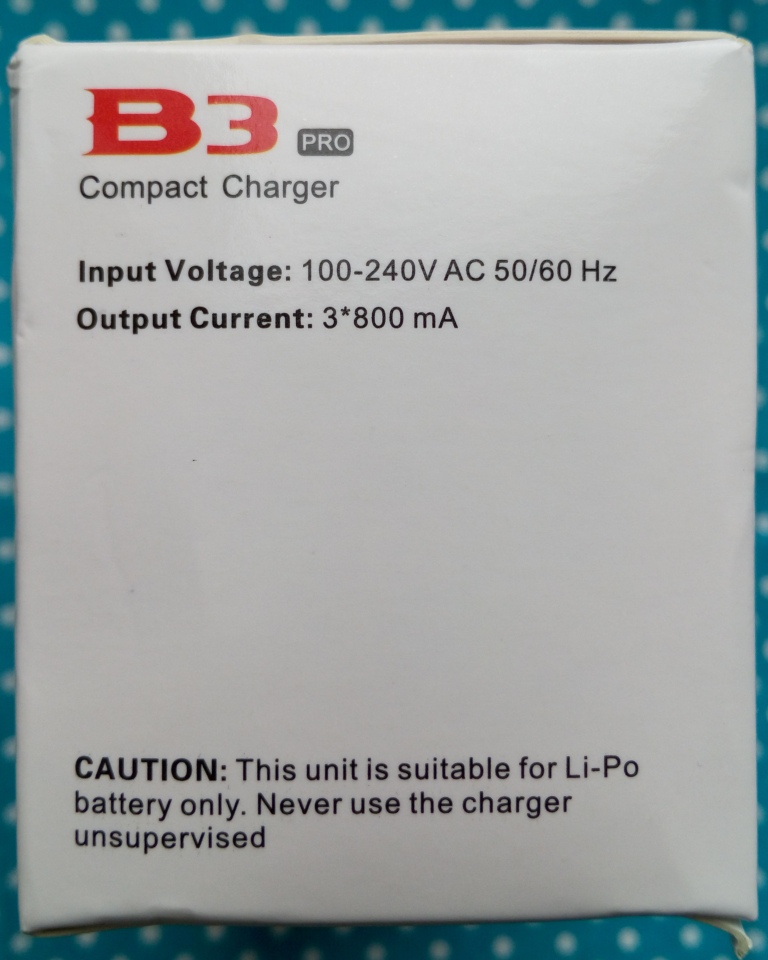 B3 PRO
Compact Charger
Input Voltage: 100-240V AC 50/60 Hz
Output Current: 3*800 mA
CAUTION: This unit is suitable for Li-Po
battery only. Never use the charger
unsupervised